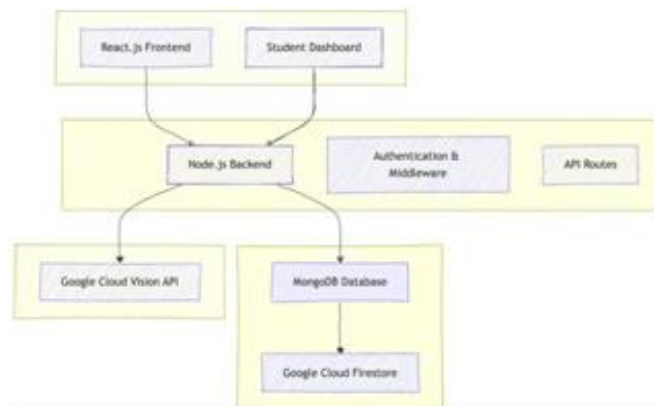 React.js Frontend
Student Dashboard
Node.js Backend
Authentication &
Middleware
API Routes
Google Cloud Vision API
MongoDB Database
Google Cloud Firestore